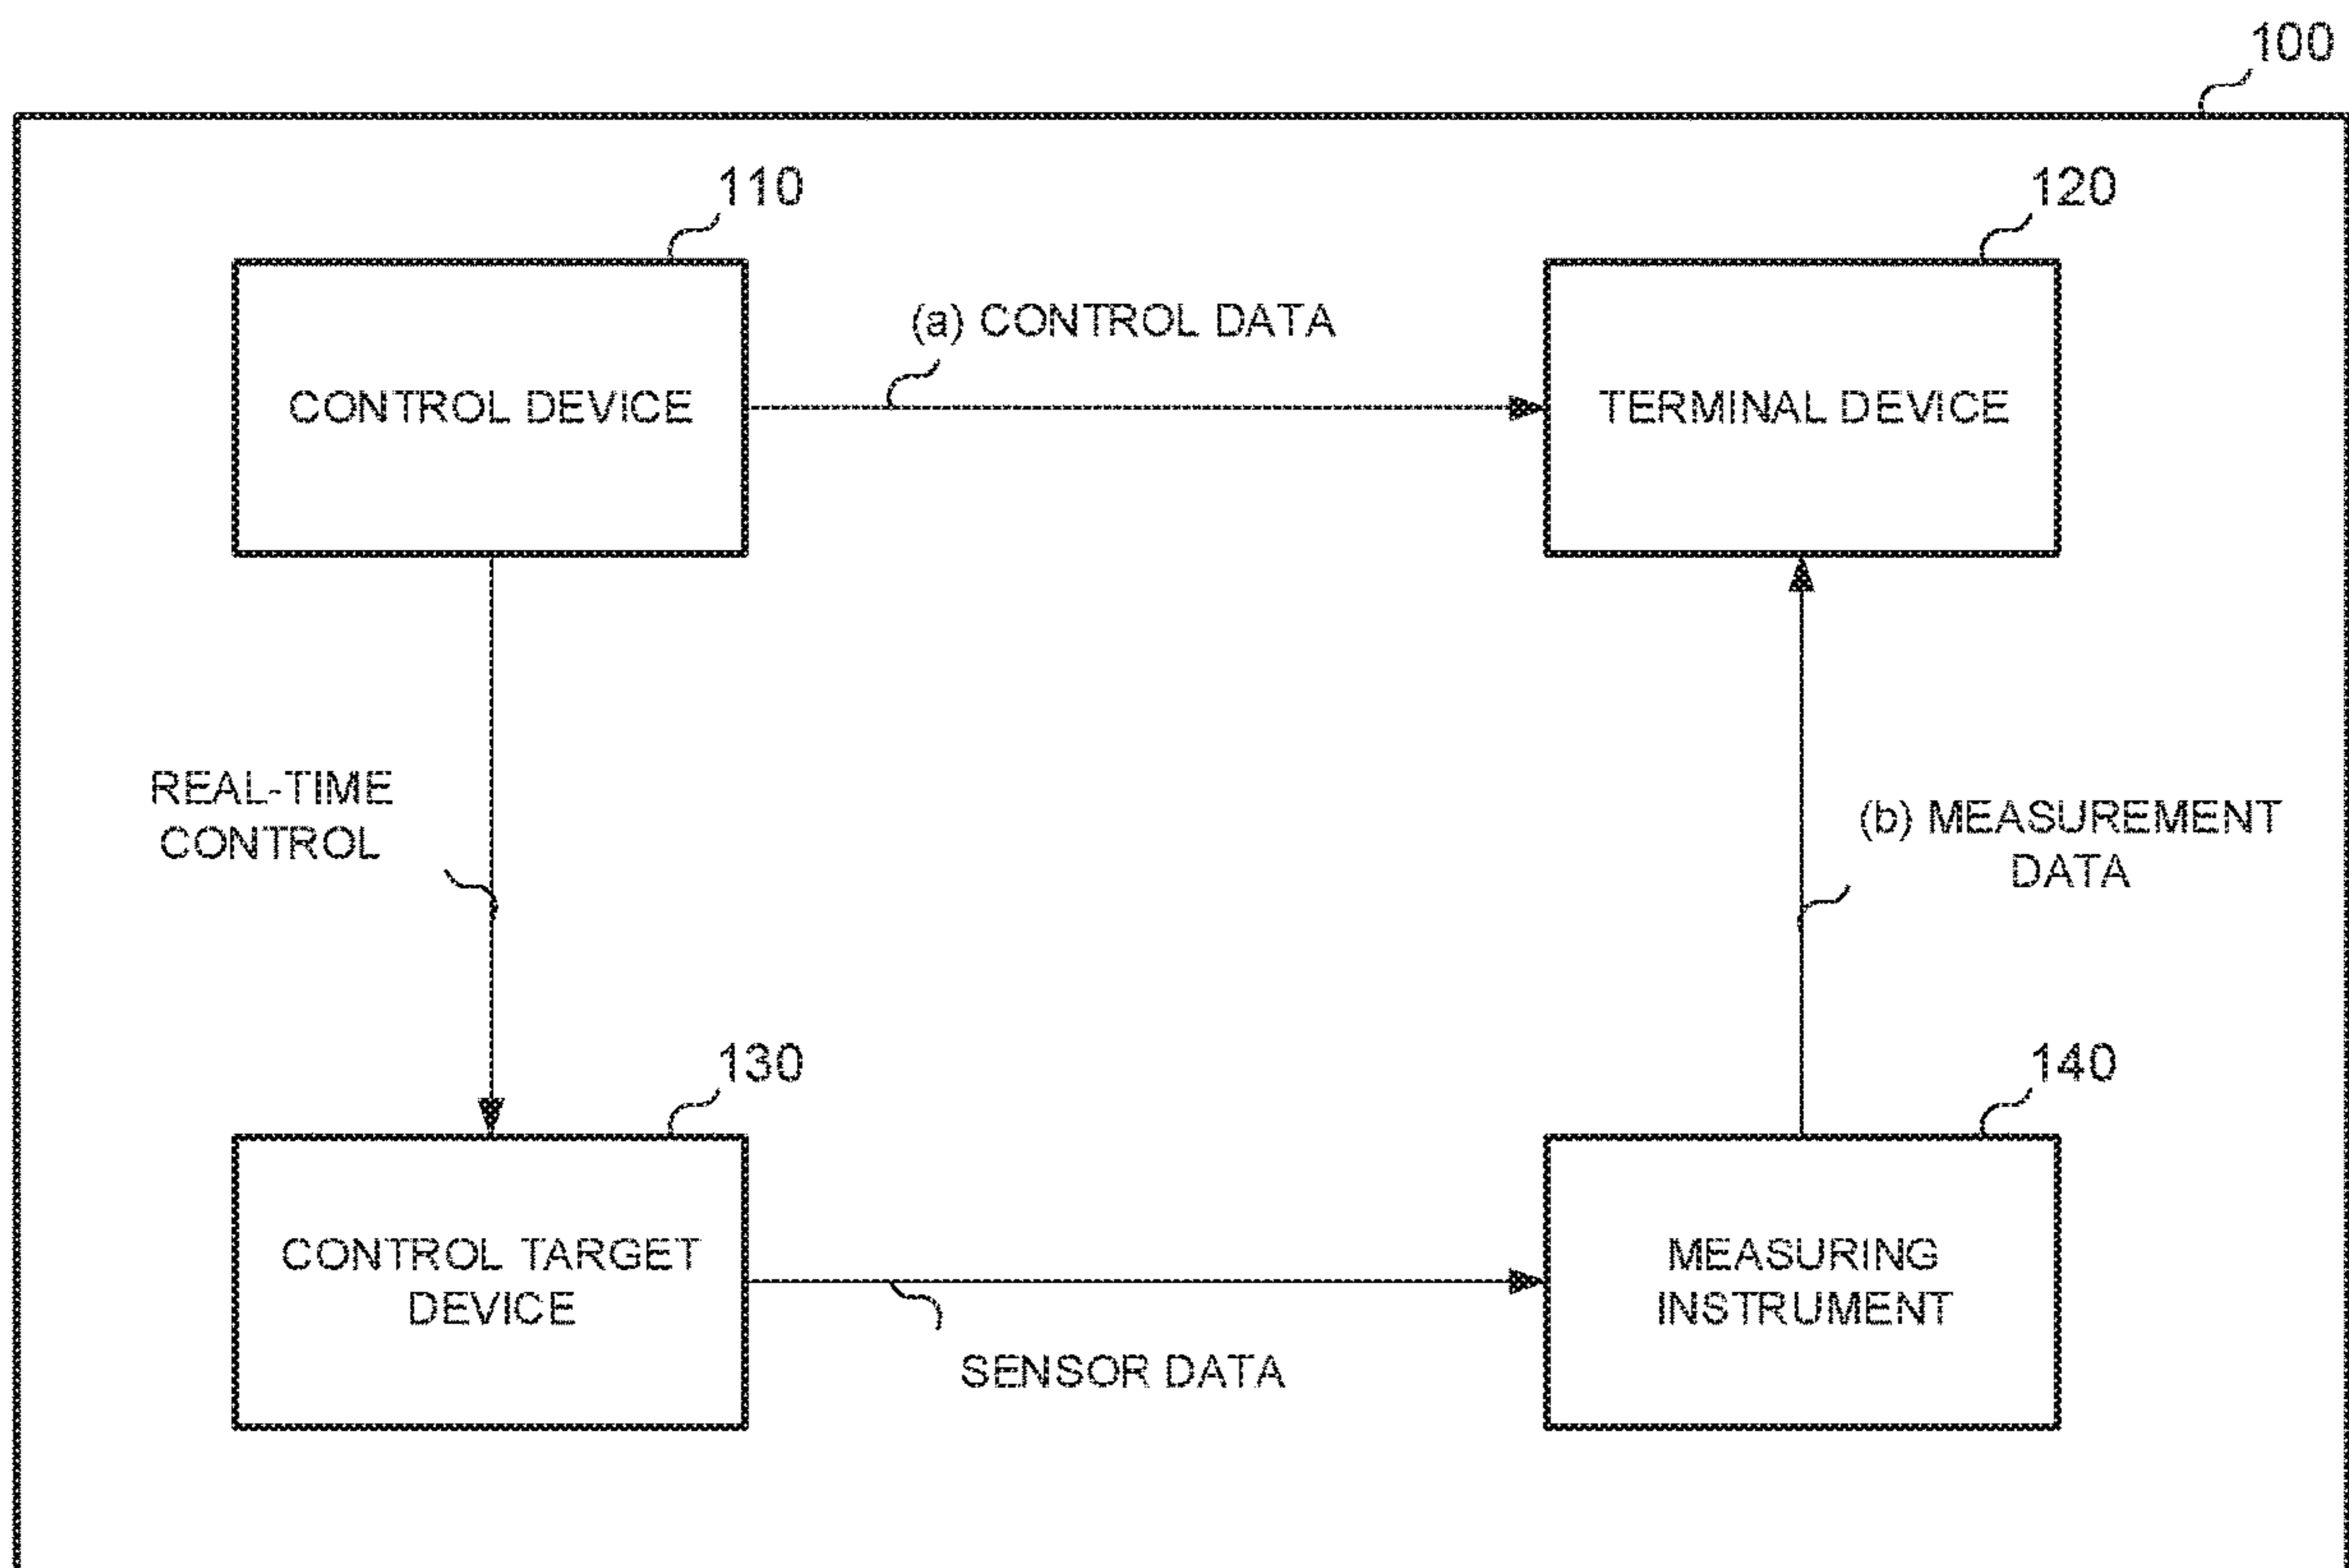 100
110
120
(a) CONTROL DATA
CONTROL DEVICE
TERMINAL DEVICE
REAL-TIME
CONTROL
(b) MEASUREMENT
DATA
130
140
CONTROL TARGET
DEVICE
MEASURING
INSTRUMENT
SENSOR DATA